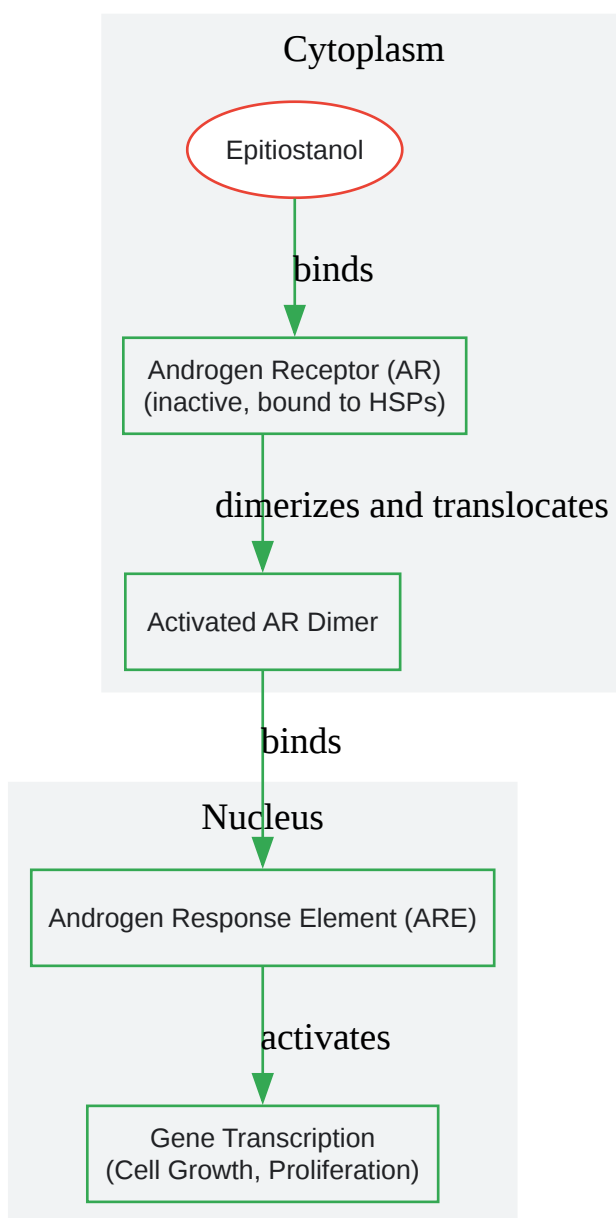 Cytoplasm
Epitiostanol
binds
Androgen Receptor (AR)
(inactive, bound to HSPs)
dimerizes and translocates
Activated AR Dimer
binds
Nucleus
Androgen Response Element (ARE)
activates
Gene Transcription
(Cell Growth, Proliferation)